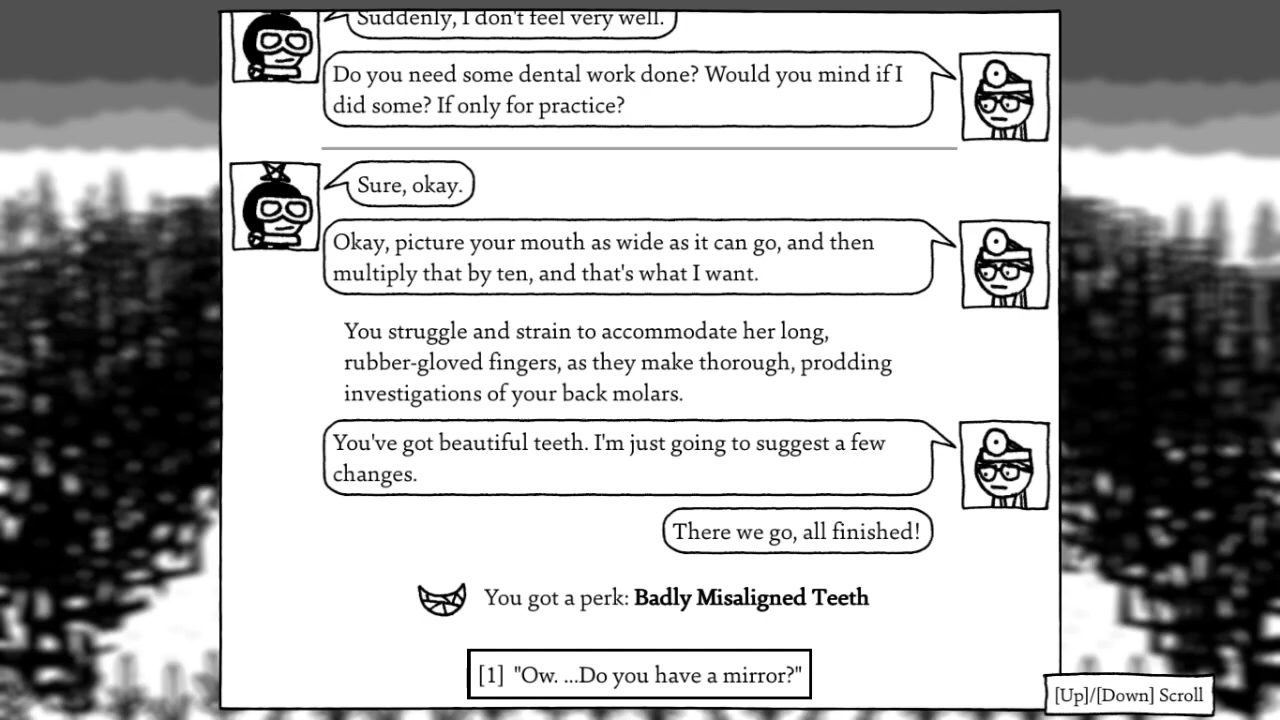 Suddenly, I don't feel very well.
Do you need some dental work done? Would you mind if I
did some? If only for practice?
Sure, okay.
Okay, picture your mouth as wide as it can go, and then
multiply that by ten, and that's what I want.
You struggle and strain to accommodate her long,
rubber-gloved fingers, as they make thorough, prodding
investigations of your back molars.
You've got beautiful teeth. I'm just going to suggest a few
changes.
There we go, all finished!
You got a perk: Badly Misaligned Teeth
[1] "Ow. ...Do you have a mirror?"
[Up]/[Down] Scroll